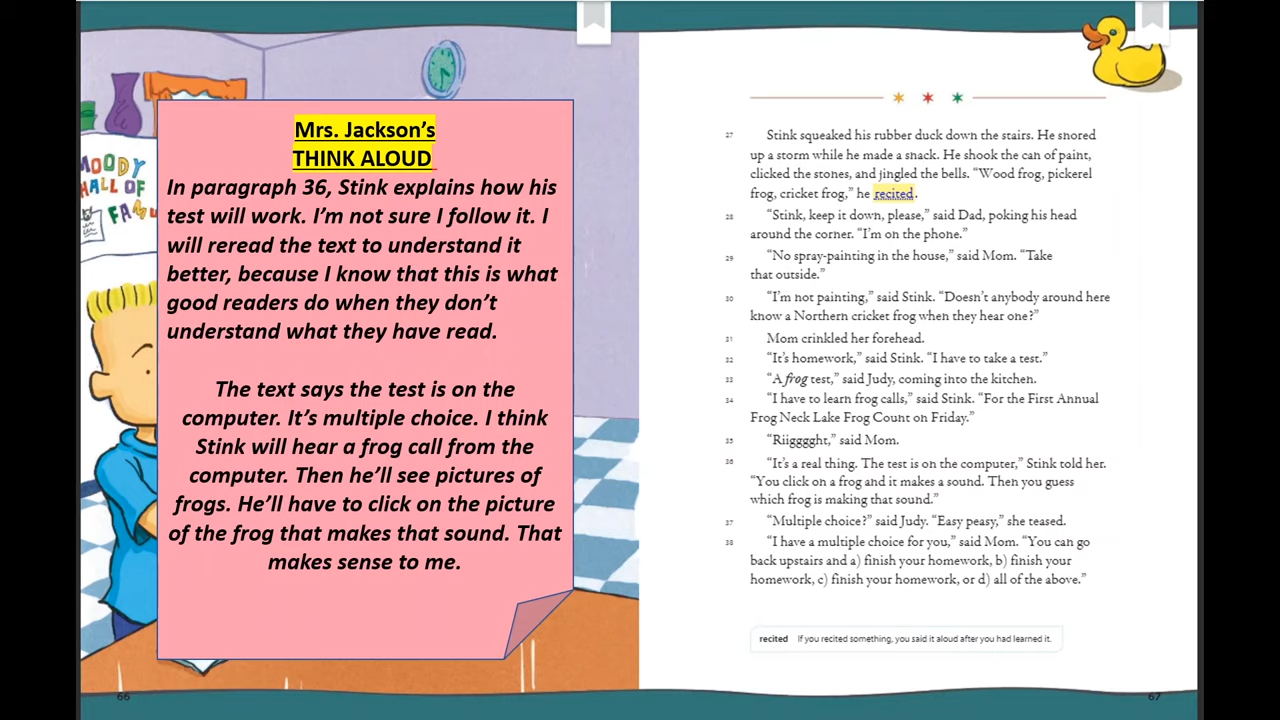 MOODY
HALL OF
FAM
Mrs. Jackson’s
THINK ALOUD
In paragraph 36, Stink explains how his
test will work. I’m not sure I follow it. I
will reread the text to understand it
better, because I know that this is what
good readers do when they don’t
understand what they have read.
The text says the test is on the
computer. It’s multiple choice. I think
Stink will hear a frog call from the
computer. Then he’ll see pictures of
frogs. He’ll have to click on the picture
of the frog that makes that sound. That
makes sense to me.
66
27 Stink squeaked his rubber duck down the stairs. He snored
up a storm while he made a snack. He shook the can of paint,
clicked the stones, and jingled the bells. “Wood frog, pickerel
frog, cricket frog,” he recited.
28 “Stink, keep it down, please,” said Dad, poking his head
around the corner. “I’m on the phone.”
29 “No spray-painting in the house,” said Mom. “Take
that outside.”
30 “I’m not painting,” said Stink. “Doesn’t anybody around here
know a Northern cricket frog when they hear one?”
31 Mom crinkled her forehead.
32 “It’s homework,” said Stink. “I have to take a test.”
33 “A frog test,” said Judy, coming into the kitchen.
34 “I have to learn frog calls,” said Stink. “For the First Annual
Frog Neck Lake Frog Count on Friday.”
35 “Riigggght,” said Mom.
36 “It’s a real thing. The test is on the computer,” Stink told her.
“You click on a frog and it makes a sound. Then you guess
which frog is making that sound.”
37 “Multiple choice?” said Judy. “Easy peasy,” she teased.
38 “I have a multiple choice for you,” said Mom. “You can go
back upstairs and a) finish your homework, b) finish your
homework, c) finish your homework, or d) all of the above.”
recited If you recited something, you said it aloud after you had learned it.
67